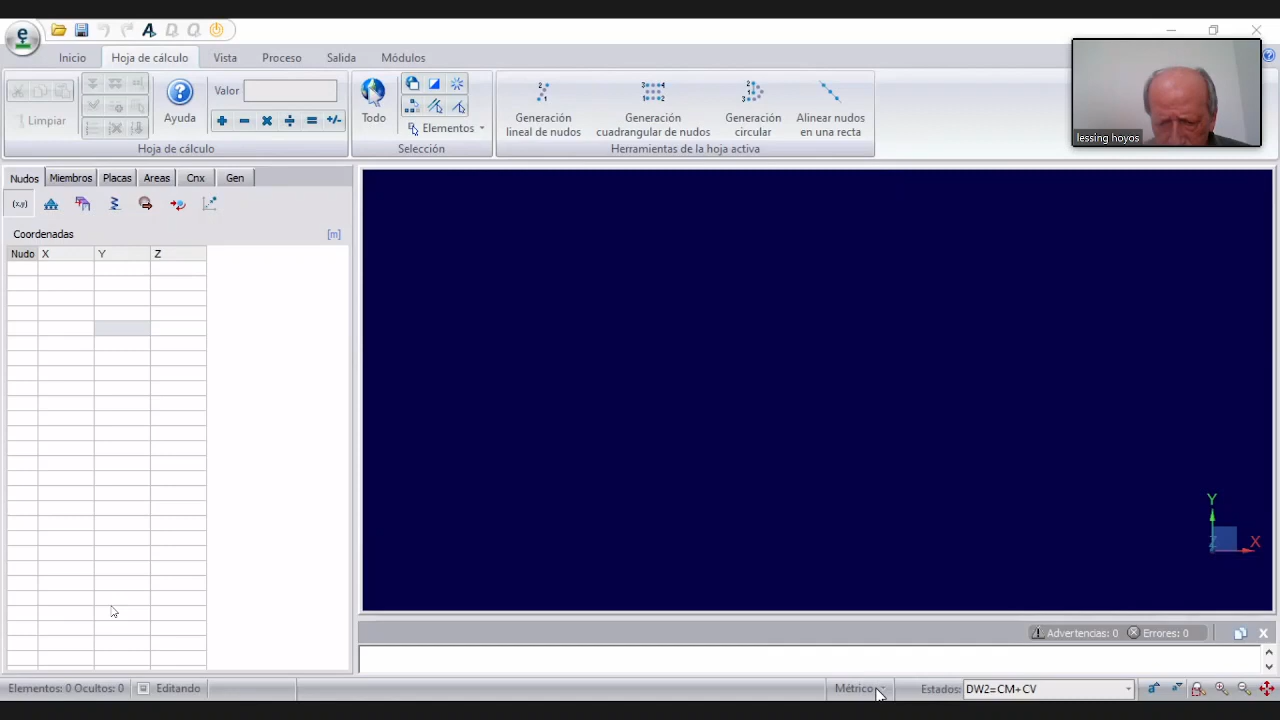 Inicio Hoja de cálculo Vista Proceso Salida Módulos
Valor
Limpiar
Ayuda
+/-
Hoja de cálculo
Todo
Elementos
Selección
Generación lineal de nudos
Generación cuadrangular de nudos
Generación circular
Alinear nudos en una recta
Herramientas de la hoja activa
lessing hoyos
Nudos Miembros Placas Areas Cnx Gen
(x,y)
Coordenadas [m]
Nudo X Y Z
Y
Z X
Advertencias: 0 Errores: 0
Elementos: 0 Ocultos: 0 Editando Métrico Estados: DW2=CM+CV